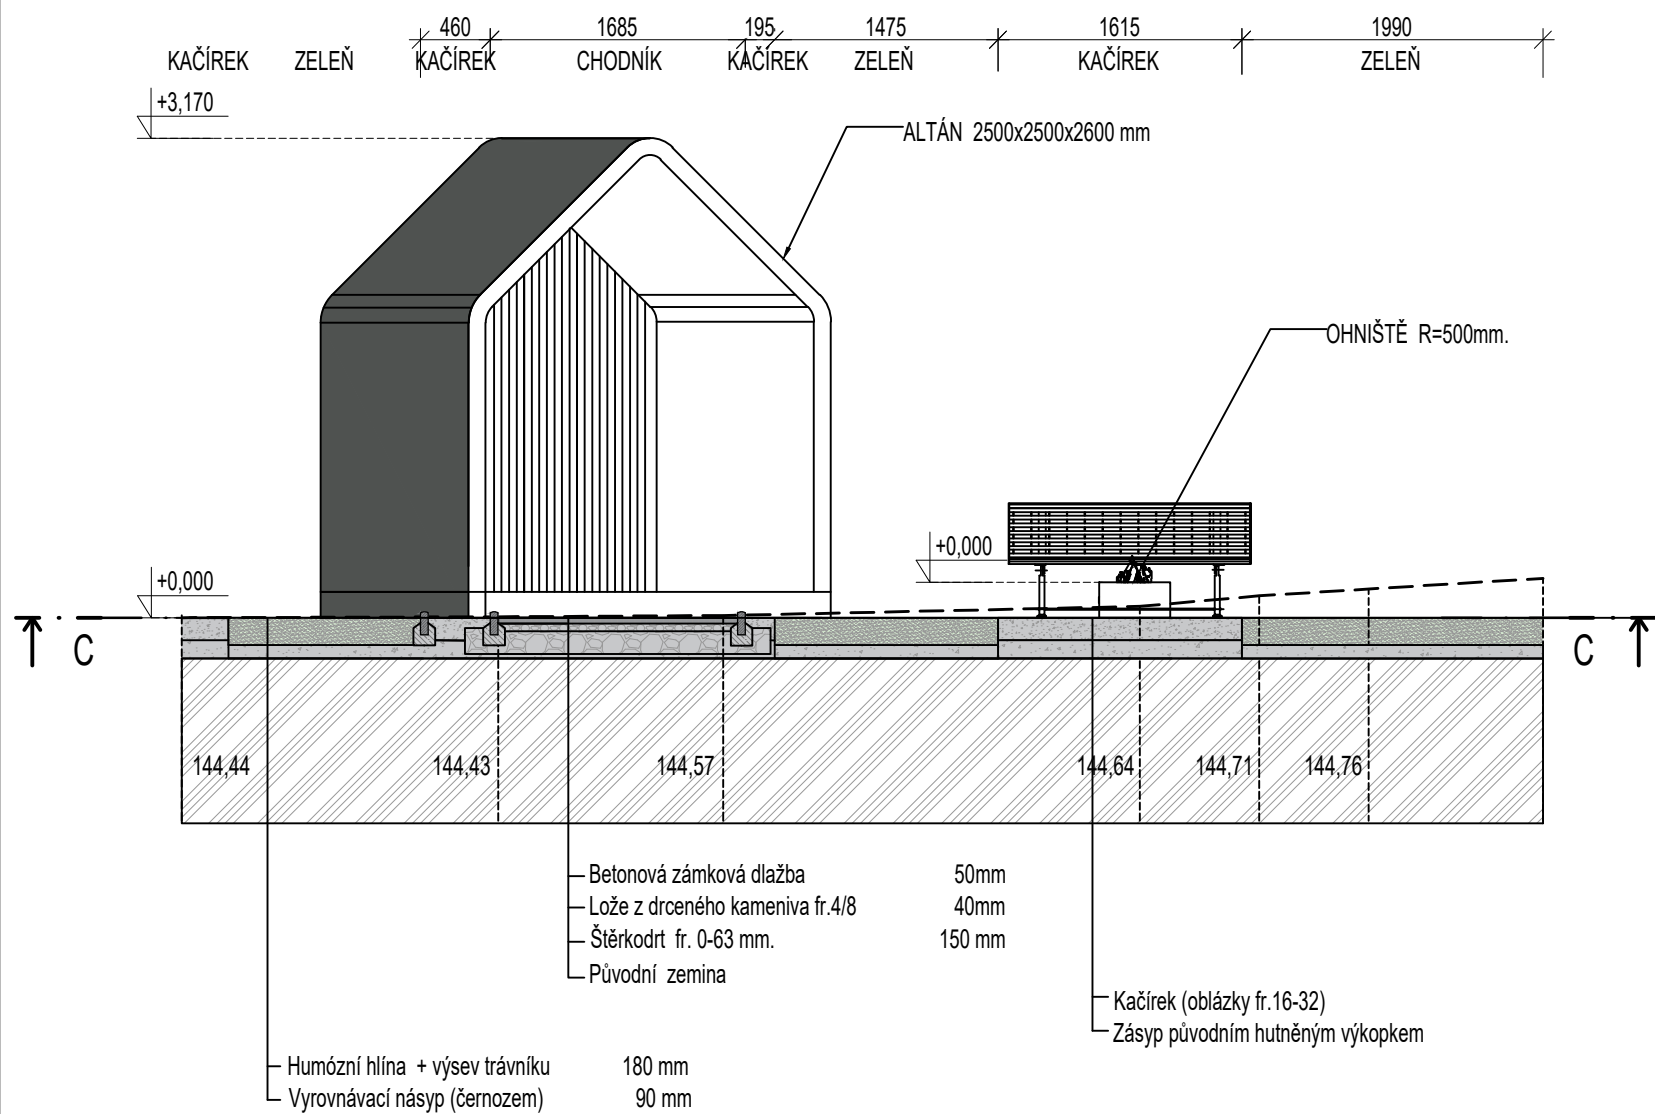 460 1685 195 1475 1615 1990
KAČÍREK ZELEŇ KAČÍREK CHODNÍK KAČÍREK ZELEŇ KAČÍREK ZELEŇ
+3,170
ALTÁN 2500x2500x2600 mm
OHNIŠTĚ R=500mm.
+0,000
+0,000
C C
144,44 144,43 144,57 144,64 144,71 144,76
Betonová zámková dlažba 50mm
Lože z drceného kameniva fr.4/8 40mm
Štěrkodrt fr. 0-63 mm. 150 mm
Původní zemina
Kačírek (oblázky fr.16-32)
Zásyp původním hutněným výkopkem
Humózní hlína + výsev trávníku 180 mm
Vyrovnávací násyp (černozem) 90 mm